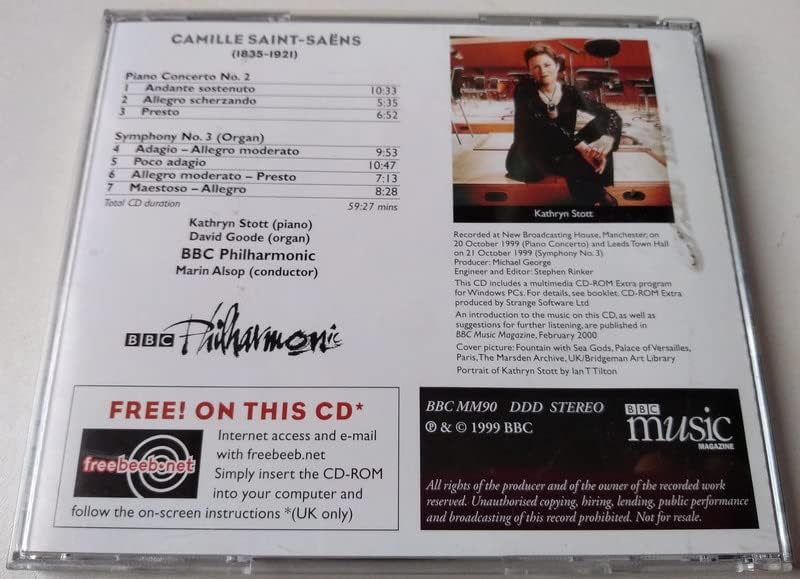 CAMILLE SAINT-SAËNS
(1835-1921)
Piano Concerto No. 2
1 Andante sostenuto 10:33
2 Allegro scherzando 5:35
3 Presto 6:52
Symphony No. 3 (Organ)
4 Adagio – Allegro moderato 9:53
5 Poco adagio 10:47
6 Allegro moderato – Presto 7:13
7 Maestoso – Allegro 8:28
Total CD duration 59:27 mins
Kathryn Stott (piano)
David Goode (organ)
BBC Philharmonic
Marin Alsop (conductor)
BBC Philharmonic
Kathryn Stott
Recorded at New Broadcasting House, Manchester, on
20 October 1999 (Piano Concerto) and Leeds Town Hall
on 21 October 1999 (Symphony No. 3)
Producer: Michael George
Engineer and Editor: Stephen Rinker
This CD includes a multimedia CD-ROM Extra program
for Windows PCs. For details, see booklet. CD-ROM Extra
produced by Strange Software Ltd
An introduction to the music on this CD, as well as
suggestions for further listening, are published in
BBC Music Magazine, February 2000
Cover picture: Fountain with Sea Gods, Palace of Versailles,
Paris, The Marsden Archive, UK/Bridgeman Art Library
Portrait of Kathryn Stott by Ian T Tilton
FREE! ON THIS CD*
freebeeb.net
Internet access and e-mail
with freebeeb.net
Simply insert the CD-ROM
into your computer and
follow the on-screen instructions *(UK only)
BBC MM90 DDD STEREO
℗ & © 1999 BBC
BBC
music
MAGAZINE
All rights of the producer and of the owner of the recorded work
reserved. Unauthorised copying, hiring, lending, public performance
and broadcasting of this record prohibited. Not for resale.